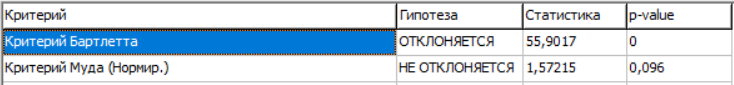 Критерий Гипотеза Статистика p-value
Критерий Бартлетта ОТКЛОНЯЕТСЯ 55,9017 0
Критерий Муда (Нормир.) НЕ ОТКЛОНЯЕТСЯ 1,57215 0,096